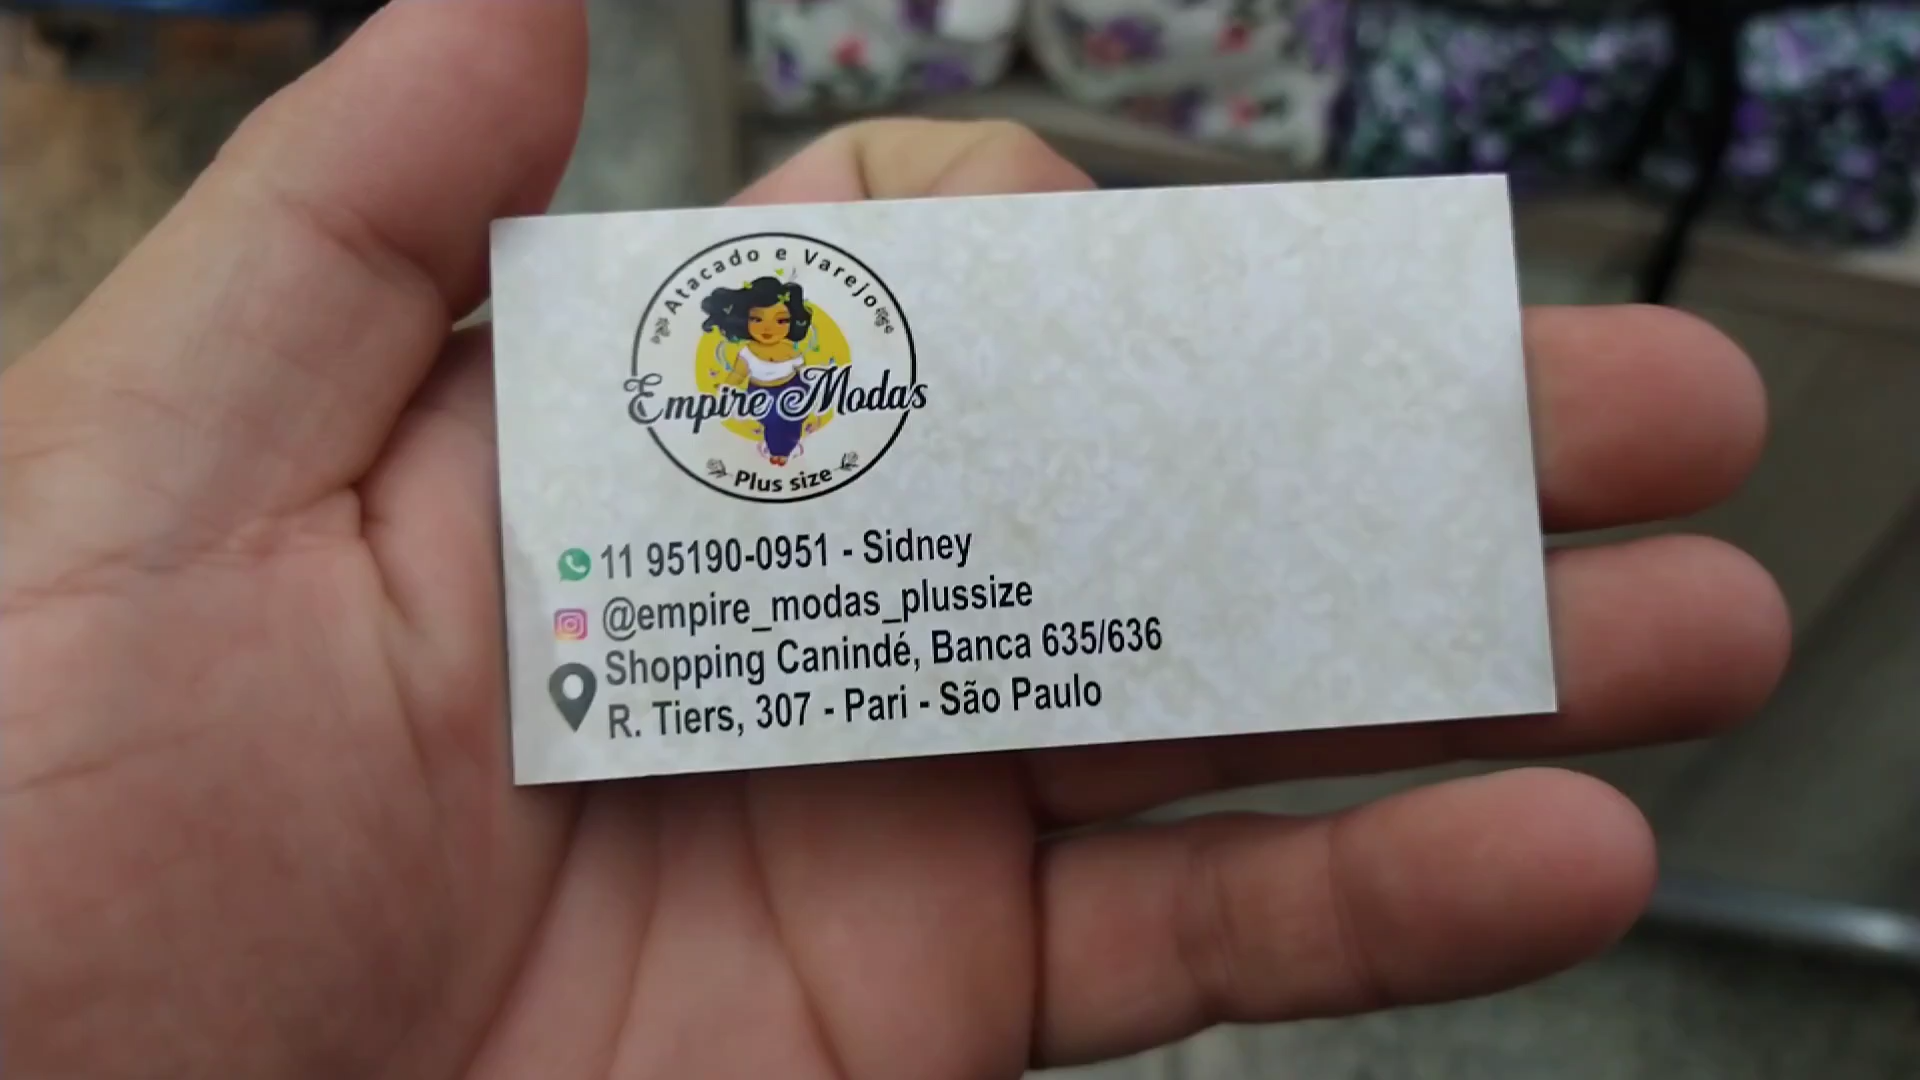 Atacado e Varejo
Empire Modas
Plus size
11 95190-0951 - Sidney
@empire_modas_plussize
Shopping Canindé, Banca 635/636
R. Tiers, 307 - Pari - São Paulo